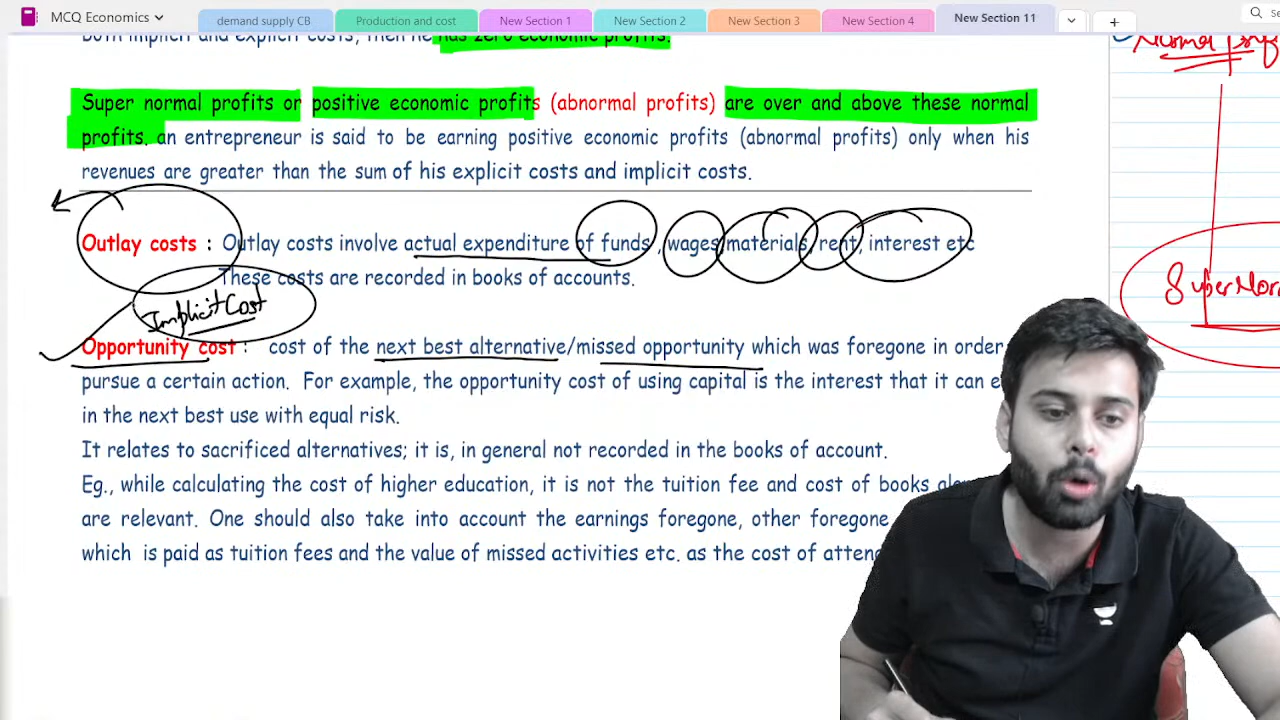 MCQ Economics
demand supply CB
Production and cost
New Section 1
New Section 2
New Section 3
New Section 4
New Section 11
both implicit and explicit costs, then he has zero economic profits.
Super normal profits or positive economic profits (abnormal profits) are over and above these normal
profits. an entrepreneur is said to be earning positive economic profits (abnormal profits) only when his
revenues are greater than the sum of his explicit costs and implicit costs.
Outlay costs : Outlay costs involve actual expenditure of funds , wages, materials, rent, interest etc
These costs are recorded in books of accounts.
Implicit Cost
Opportunity cost : cost of the next best alternative/missed opportunity which was foregone in order
pursue a certain action. For example, the opportunity cost of using capital is the interest that it can
in the next best use with equal risk.
It relates to sacrificed alternatives; it is, in general not recorded in the books of account.
Eg., while calculating the cost of higher education, it is not the tuition fee and cost of books
are relevant. One should also take into account the earnings foregone, other foregone
which is paid as tuition fees and the value of missed activities etc. as the cost of
Normal
Super